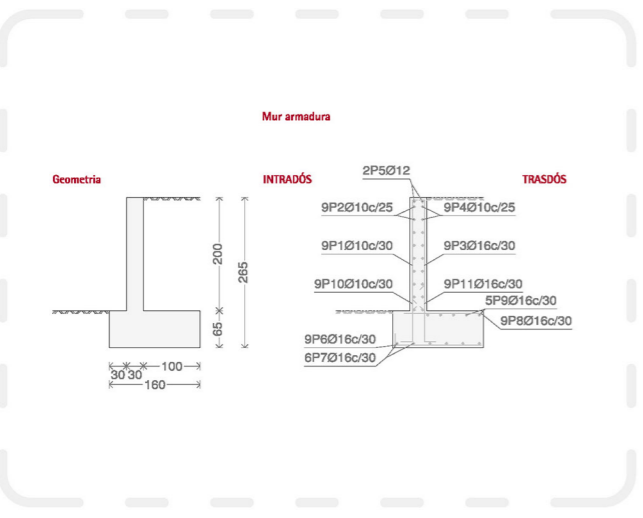 Mur armadura
Geometria
INTRADÓS
TRASDÓS
2P5Ø12
9P2Ø10c/25
9P4Ø10c/25
9P1Ø10c/30
9P3Ø16c/30
9P10Ø10c/30
9P11Ø16c/30
5P9Ø16c/30
9P8Ø16c/30
9P6Ø16c/30
6P7Ø16c/30
200
265
65
100
30 30
160